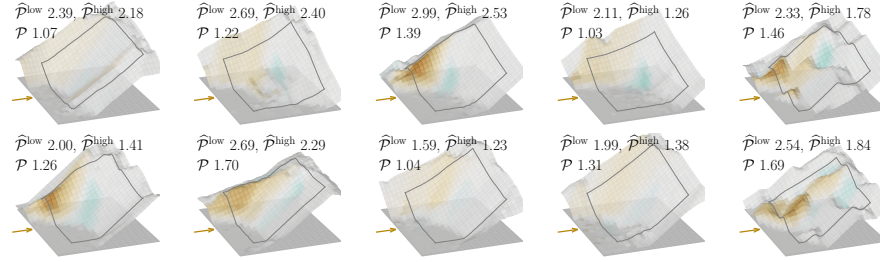 P̂^low 2.39, P̂^high 2.18
P 1.07
P̂^low 2.69, P̂^high 2.40
P 1.22
P̂^low 2.99, P̂^high 2.53
P 1.39
P̂^low 2.11, P̂^high 1.26
P 1.03
P̂^low 2.33, P̂^high 1.78
P 1.46
P̂^low 2.00, P̂^high 1.41
P 1.26
P̂^low 2.69, P̂^high 2.29
P 1.70
P̂^low 1.59, P̂^high 1.23
P 1.04
P̂^low 1.99, P̂^high 1.38
P 1.31
P̂^low 2.54, P̂^high 1.84
P 1.69